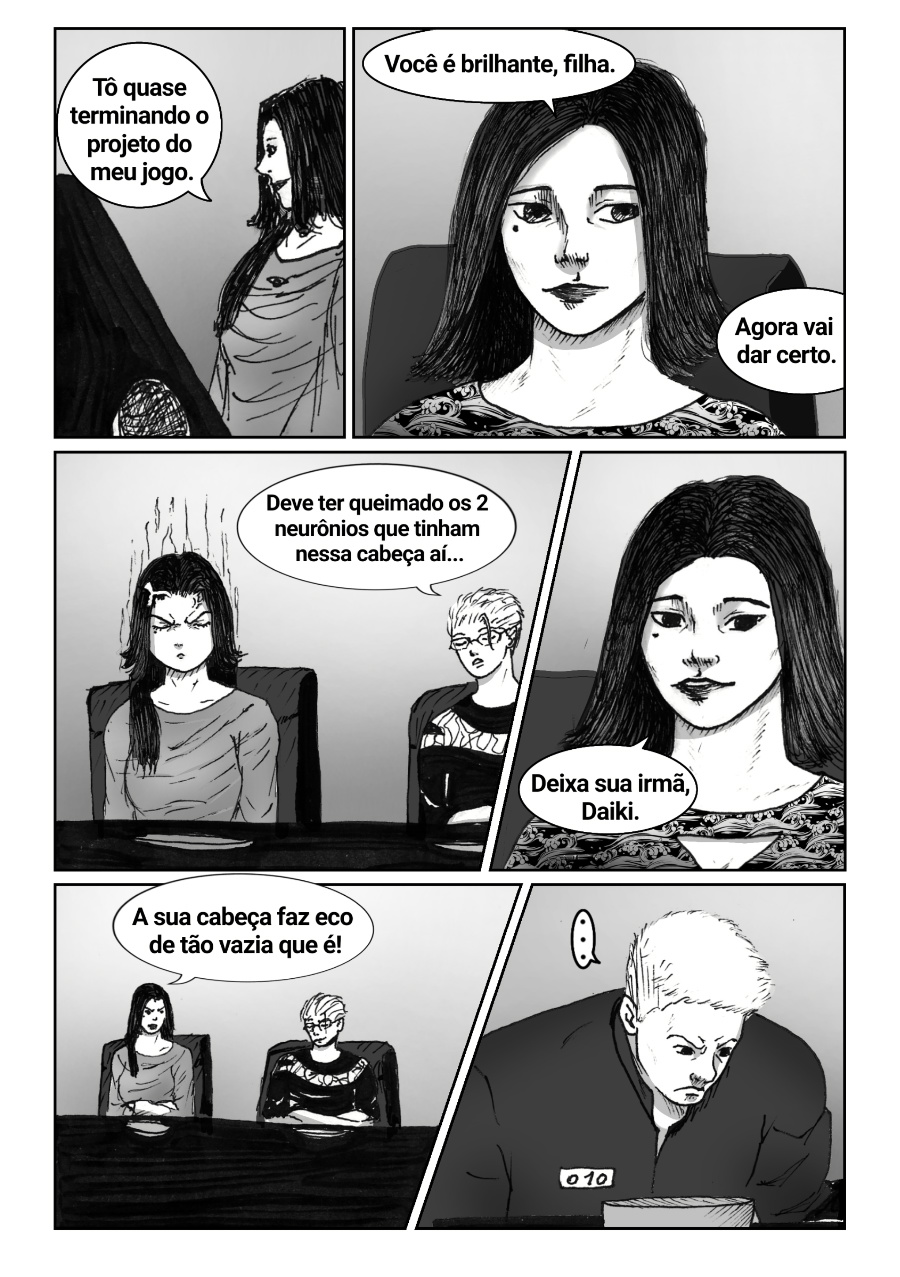 Tô quase
terminando o
projeto do
meu jogo.
Você é brilhante, filha.
Agora vai
dar certo.
Deve ter queimado os 2
neurônios que tinham
nessa cabeça aí...
Deixa sua irmã,
Daiki.
A sua cabeça faz eco
de tão vazia que é!
010